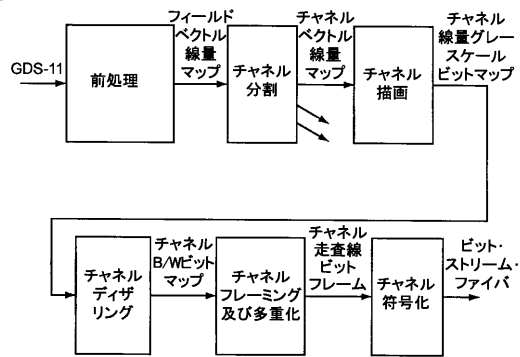 GDS-11
前処理
フィールド
ベクトル
線量
マップ
チャネル
分割
チャネル
ベクトル
線量
マップ
チャネル
描画
チャネル
線量グレー
スケール
ビットマップ
チャネル
ディザ
リング
チャネル
B/Wビット
マップ
チャネル
フレーミング
及び多重化
チャネル
走査線
ビット
フレーム
チャネル
符号化
ビット・
ストリーム・
ファイバ